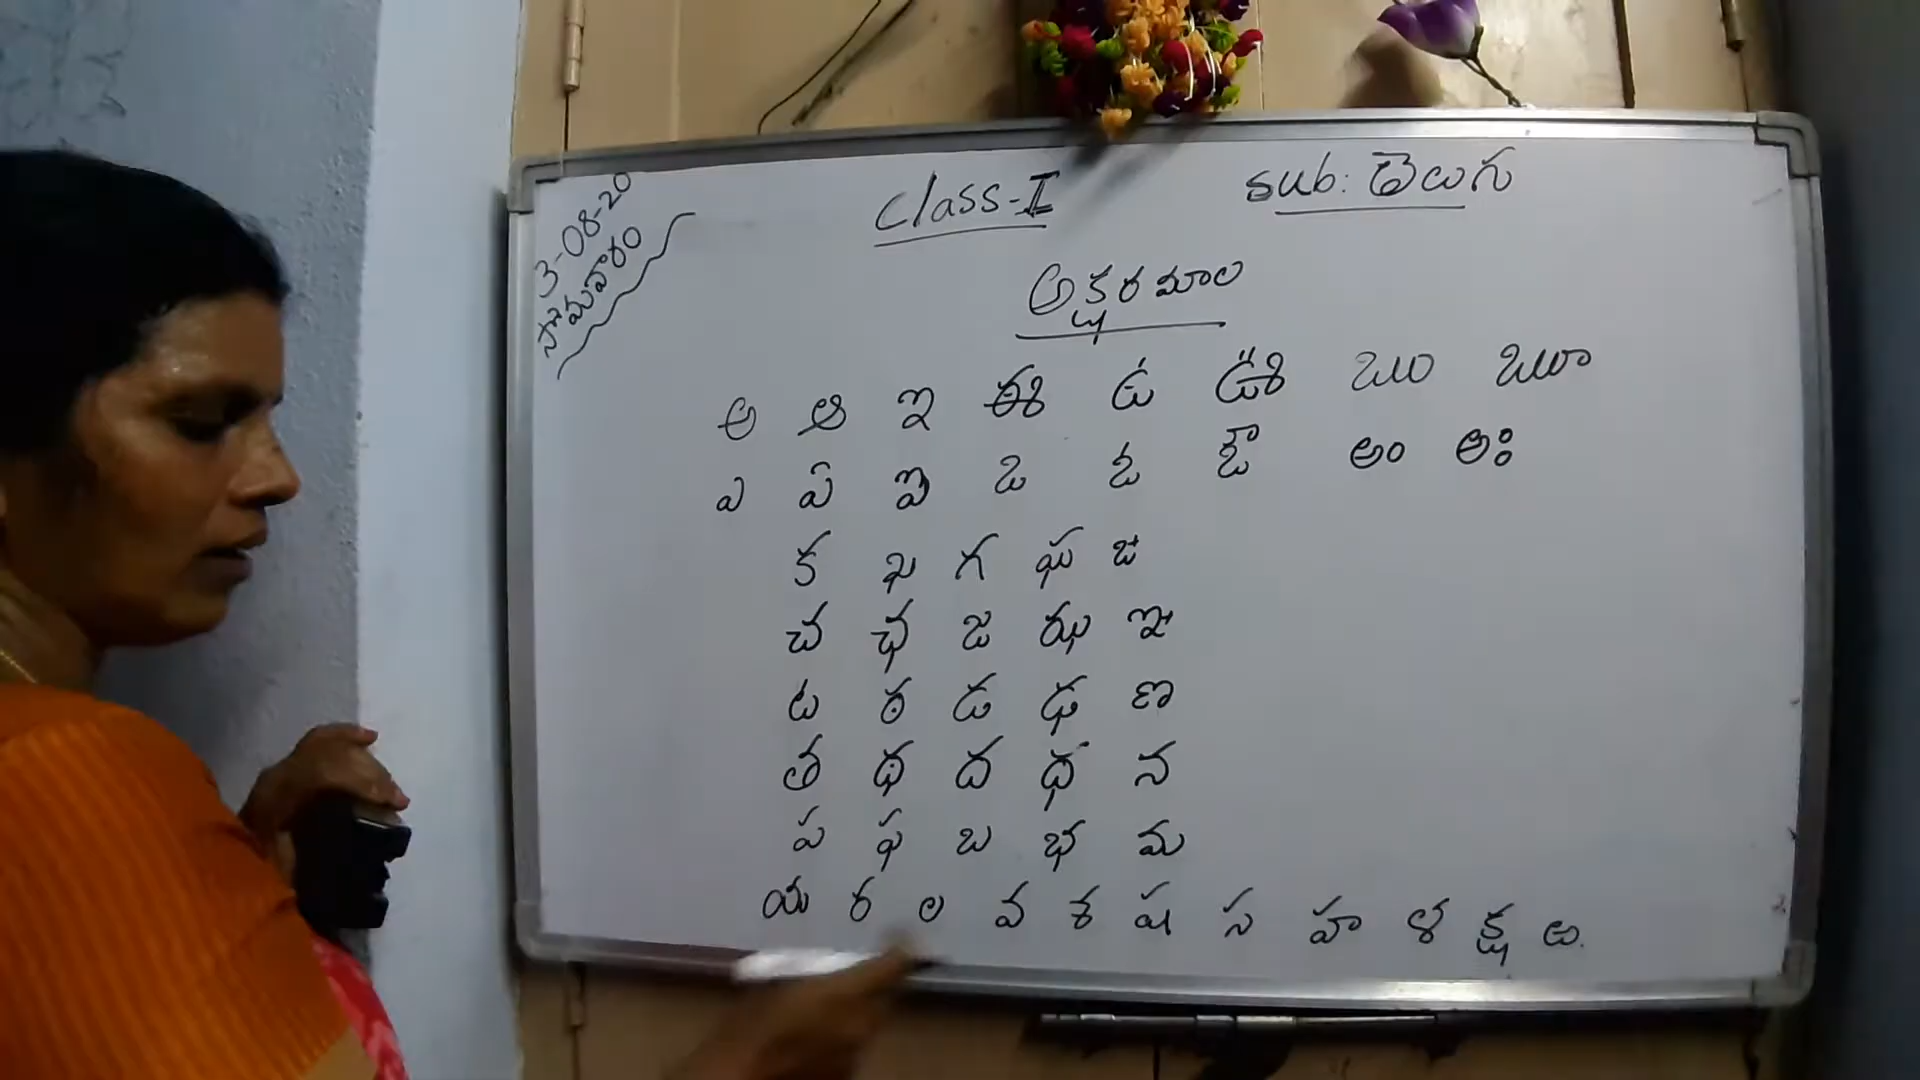 3-08-20
సోమవారం
Class-I
Sub: తెలుగు
అక్షరమాల
అ ఆ ఇ ఈ ఉ ఊ ఋ ౠ
ఎ ఏ ఐ ఒ ఓ ఔ అం అః
క ఖ గ ఘ ఙ
చ ఛ జ ఝ ఞ
ట ఠ డ ఢ ణ
త థ ద ధ న
ప ఫ బ భ మ
య ర ల వ శ ష స హ ళ క్ష ఱ.